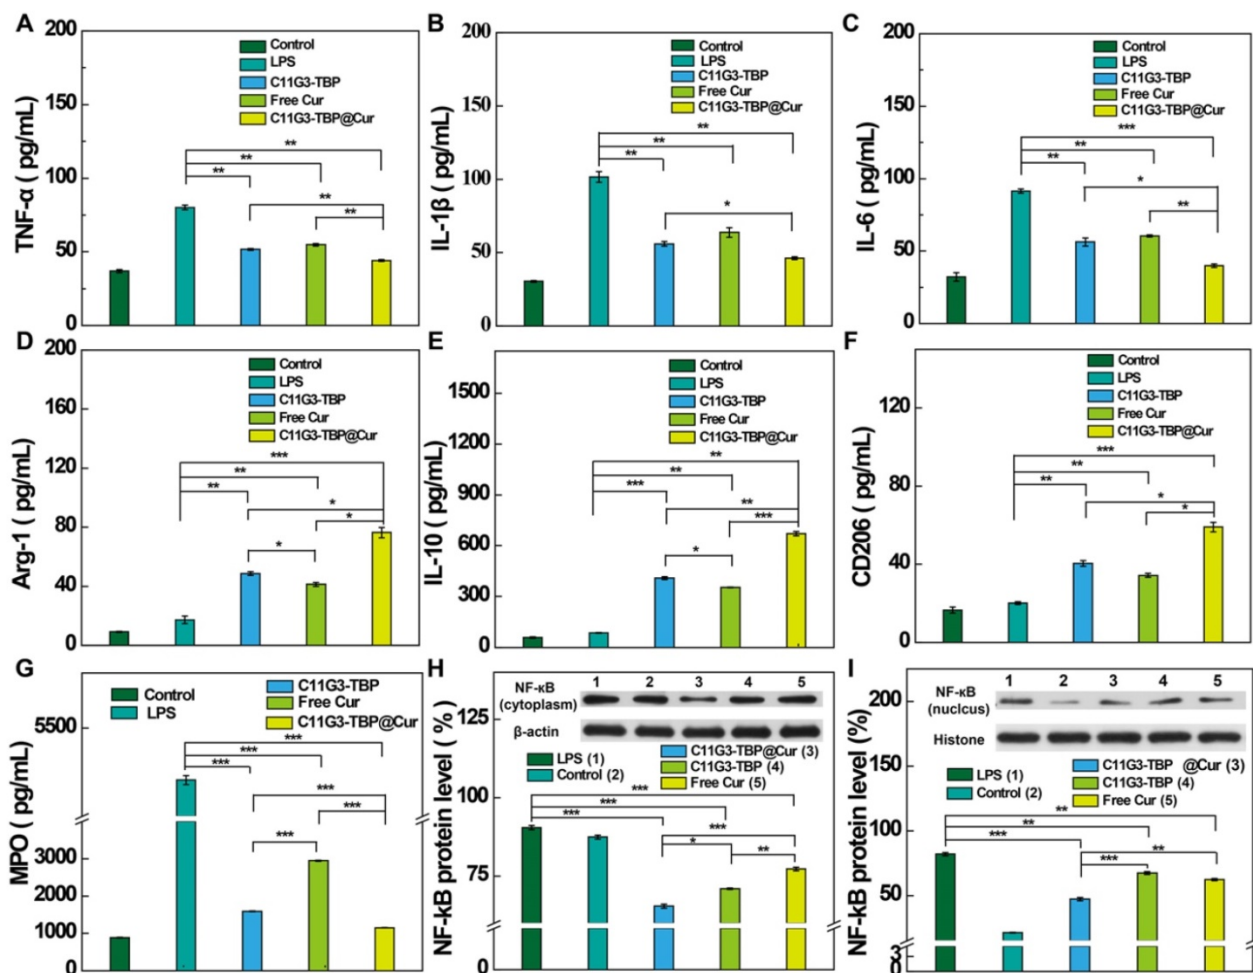 A
200
150
100
50
0
TNF-α ( pg/mL)
Control
LPS
C11G3-TBP
Free Cur
C11G3-TBP@Cur
**
**
**
**
**
B
200
150
100
50
0
IL-1β ( pg/mL)
Control
LPS
C11G3-TBP
Free Cur
C11G3-TBP@Cur
**
**
**
*
C
200
150
100
50
0
IL-6 ( pg/mL)
Control
LPS
C11G3-TBP
Free Cur
C11G3-TBP@Cur
***
**
**
*
**
D
200
160
120
80
40
0
Arg-1 ( pg/mL)
Control
LPS
C11G3-TBP
Free Cur
C11G3-TBP@Cur
***
**
**
*
*
*
E
1500
1200
900
600
300
0
IL-10 ( pg/mL)
Control
LPS
C11G3-TBP
Free Cur
C11G3-TBP@Cur
**
**
***
**
***
*
F
120
80
40
0
CD206 ( pg/mL)
Control
LPS
C11G3-TBP
Free Cur
C11G3-TBP@Cur
***
**
**
*
*
G
5500
3000
2000
1000
0
MPO ( pg/mL)
Control
LPS
C11G3-TBP
Free Cur
C11G3-TBP@Cur
***
***
***
***
***
***
H
125
100
75
0
NF-kB protein level ( %)
1 2 3 4 5
NF-κB
(cytoplasm)
β-actin
LPS (1)
Control (2)
C11G3-TBP@Cur (3)
C11G3-TBP (4)
Free Cur (5)
***
***
***
***
*
**
I
200
150
100
50
3
0
NF-kB protein level (%)
1 2 3 4 5
NF-κB
(nuclcus)
Histone
LPS (1)
Control (2)
C11G3-TBP @Cur (3)
C11G3-TBP (4)
Free Cur (5)
**
**
***
**
***